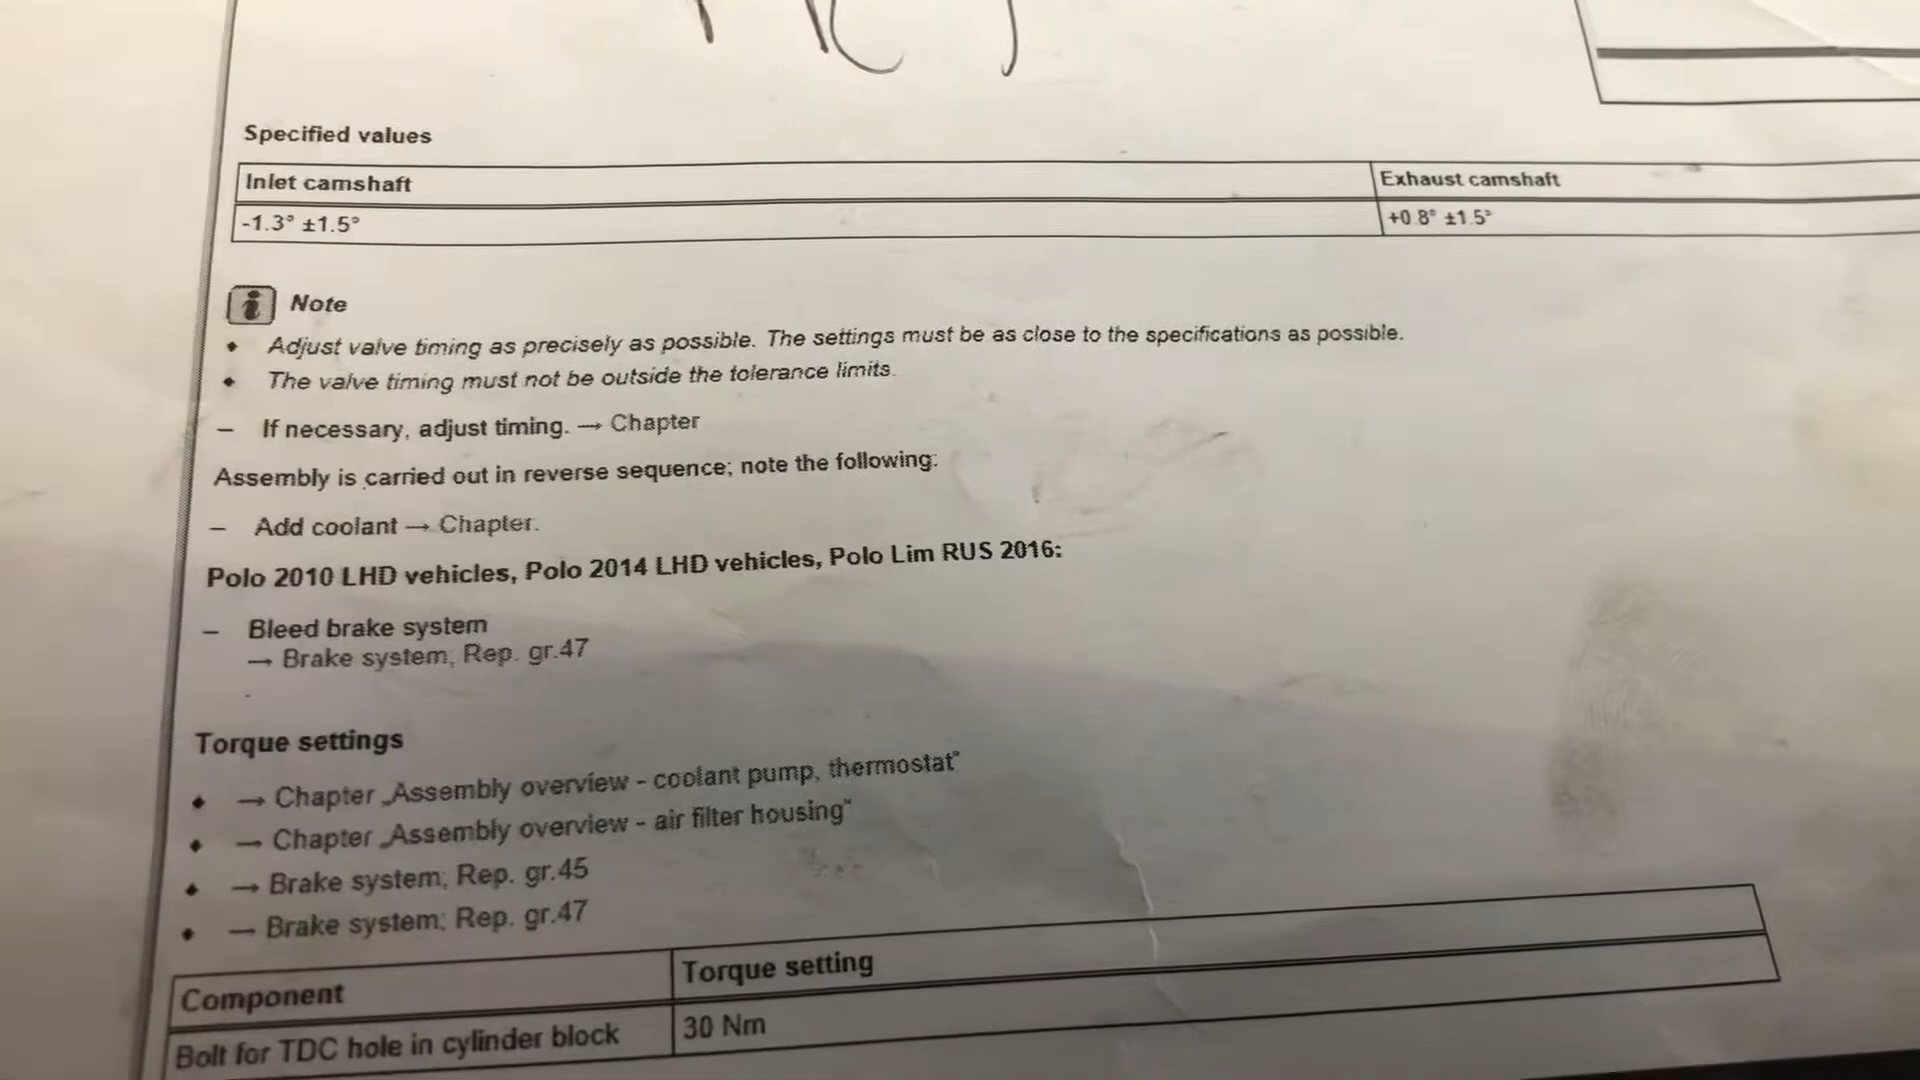 Specified values
Inlet camshaft Exhaust camshaft
-1.3° ±1.5° +0 8° ±1.5°
Note
♦ Adjust valve timing as precisely as possible. The settings must be as close to the specifications as possible.
♦ The valve timing must not be outside the tolerance limits.
– If necessary, adjust timing. → Chapter
Assembly is carried out in reverse sequence; note the following:
– Add coolant → Chapter.
Polo 2010 LHD vehicles, Polo 2014 LHD vehicles, Polo Lim RUS 2016:
– Bleed brake system
→ Brake system; Rep. gr.47
Torque settings
♦ → Chapter „Assembly overview - coolant pump, thermostat“
♦ → Chapter „Assembly overview - air filter housing“
♦ → Brake system; Rep. gr.45
♦ → Brake system; Rep. gr.47
Component Torque setting
Bolt for TDC hole in cylinder block 30 Nm